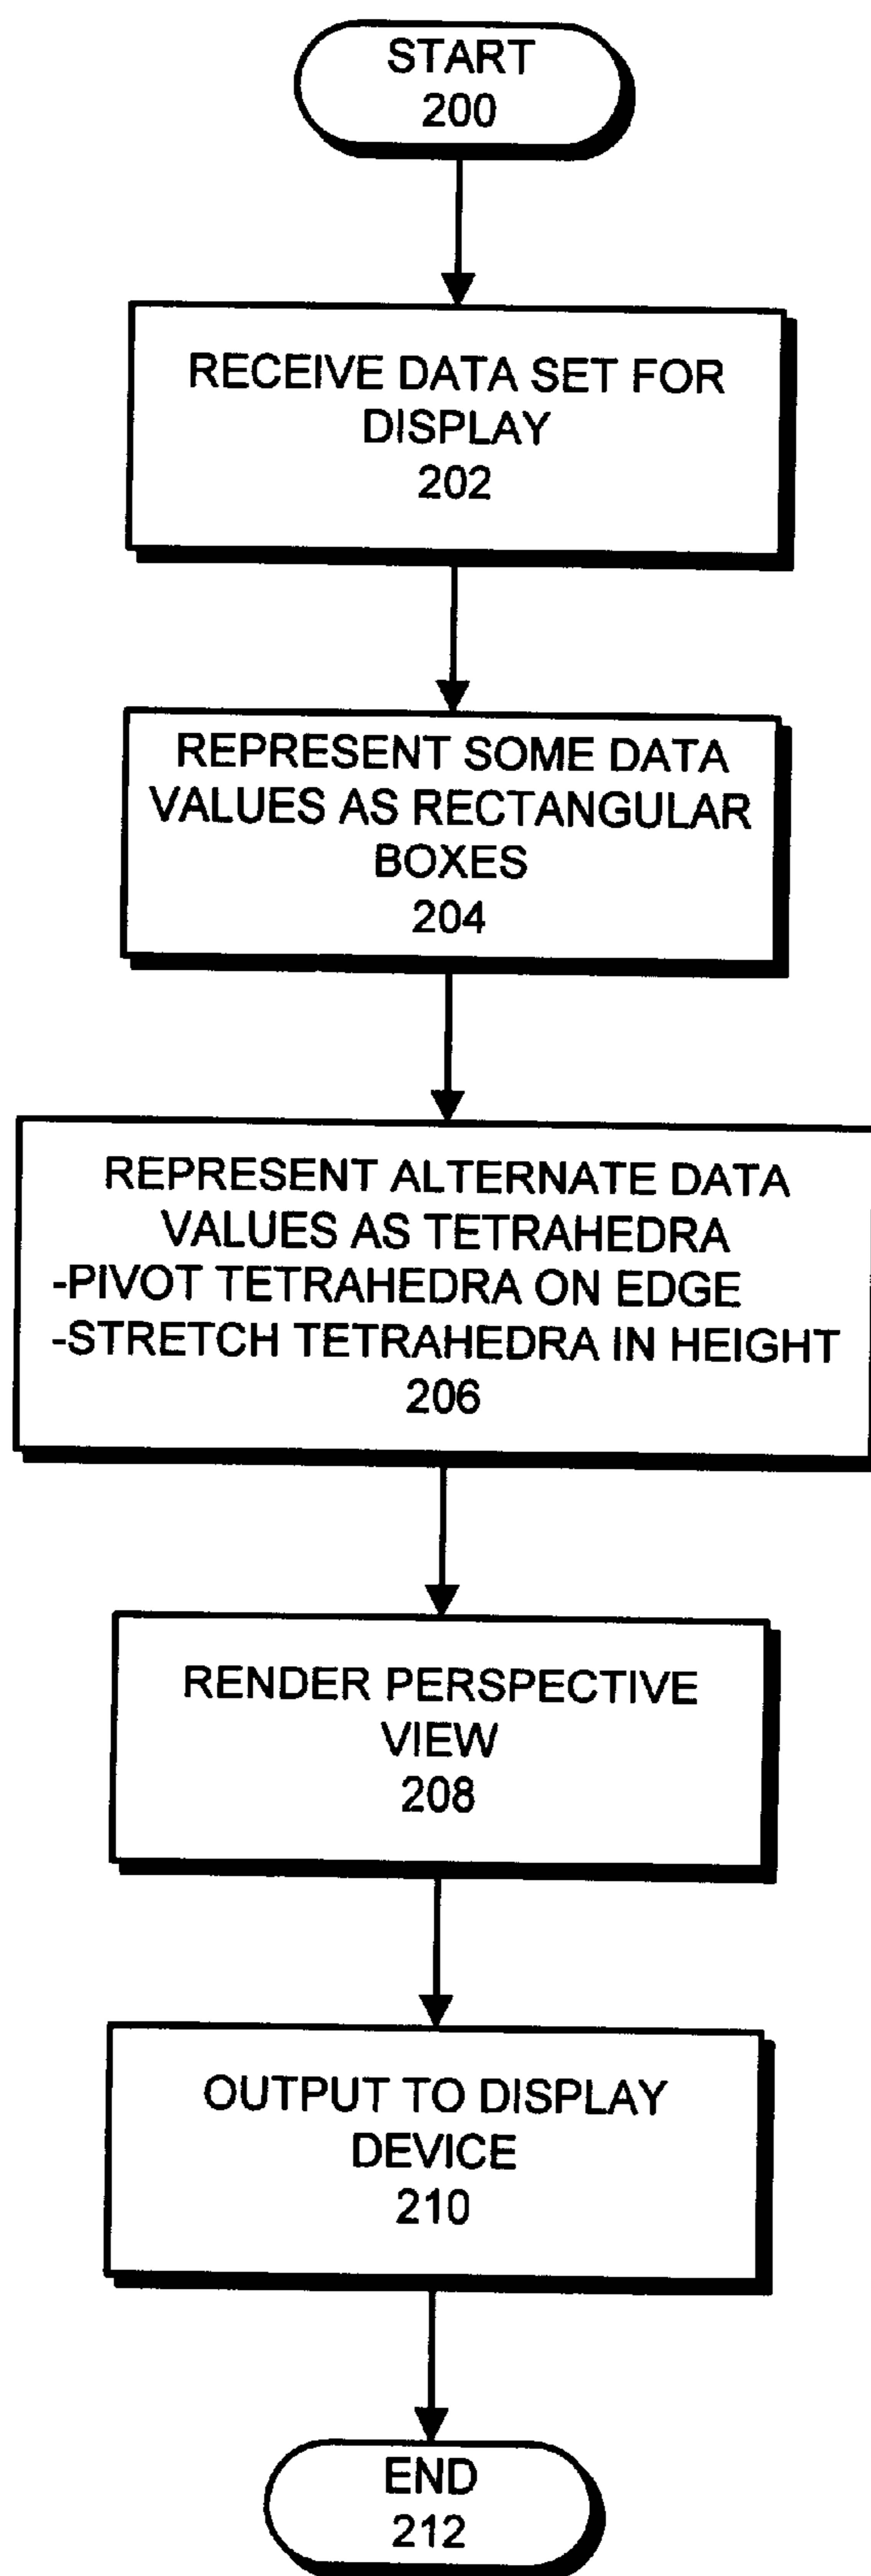 START
200
RECEIVE DATA SET FOR
DISPLAY
202
REPRESENT SOME DATA
VALUES AS RECTANGULAR
BOXES
204
REPRESENT ALTERNATE DATA
VALUES AS TETRAHEDRA
-PIVOT TETRAHEDRA ON EDGE
-STRETCH TETRAHEDRA IN HEIGHT
206
RENDER PERSPECTIVE
VIEW
208
OUTPUT TO DISPLAY
DEVICE
210
END
212